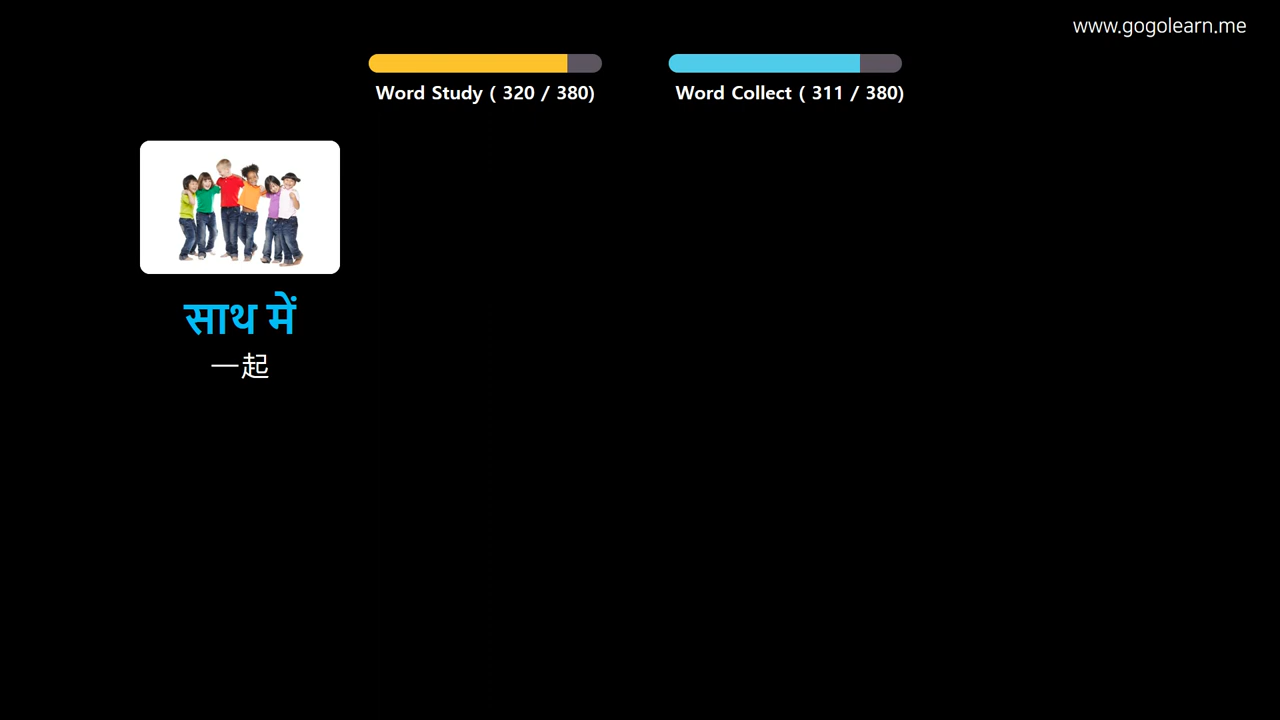 www.gogolearn.me
Word Study ( 320 / 380)
Word Collect ( 311 / 380)
साथ में
一起